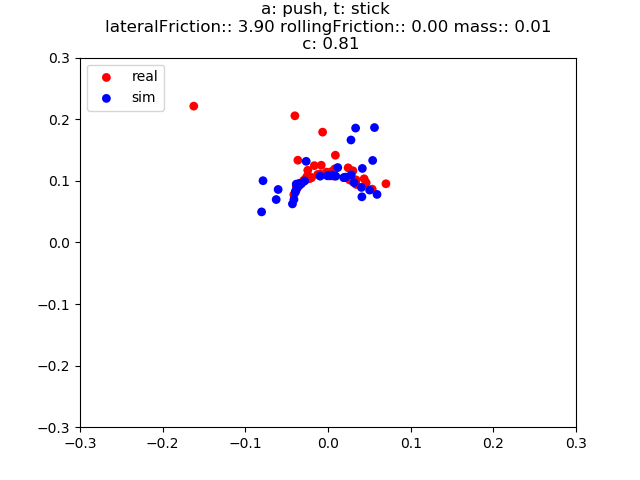 a: push, t: stick
lateralFriction:: 3.90 rollingFriction:: 0.00 mass:: 0.01
c: 0.81
real
sim
0.3
0.2
0.1
0.0
−0.1
−0.2
−0.3
−0.3 −0.2 −0.1 0.0 0.1 0.2 0.3